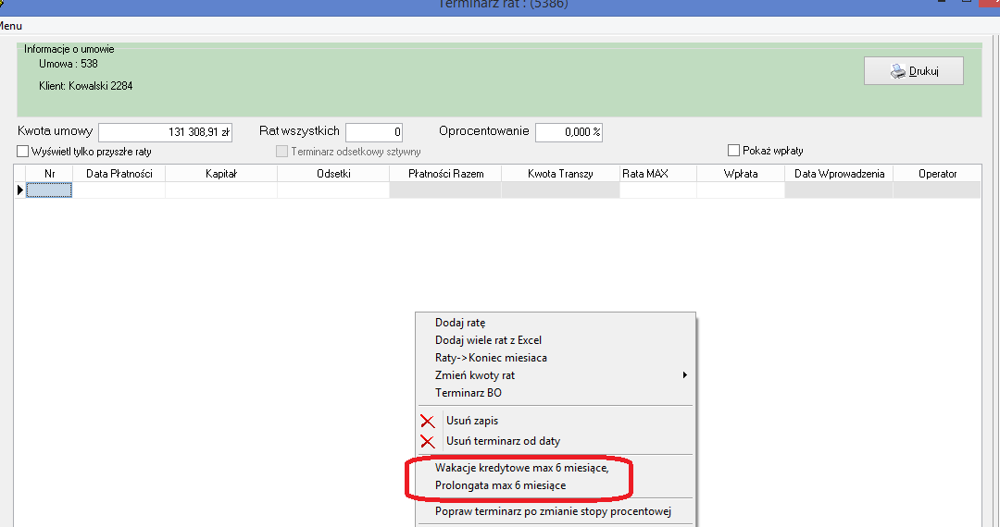 Terminarz rat : (5386)
Menu
Informacje o umowie
Umowa : 538
Klient: Kowalski 2284
Drukuj
Kwota umowy 131 308,91 zł Rat wszystkich 0 Oprocentowanie 0,000 %
Wyświetl tylko przyszłe raty Terminarz odsetkowy sztywny Pokaż wpłaty
Nr Data Płatności Kapitał Odsetki Płatności Razem Kwota Transzy Rata MAX Wpłata Data Wprowadzenia Operator
Dodaj ratę
Dodaj wiele rat z Excel
Raty->Koniec miesiaca
Zmień kwoty rat
Terminarz BO
Usuń zapis
Usuń terminarz od daty
Wakacje kredytowe max 6 miesiące,
Prolongata max 6 miesiące
Popraw terminarz po zmianie stopy procentowej